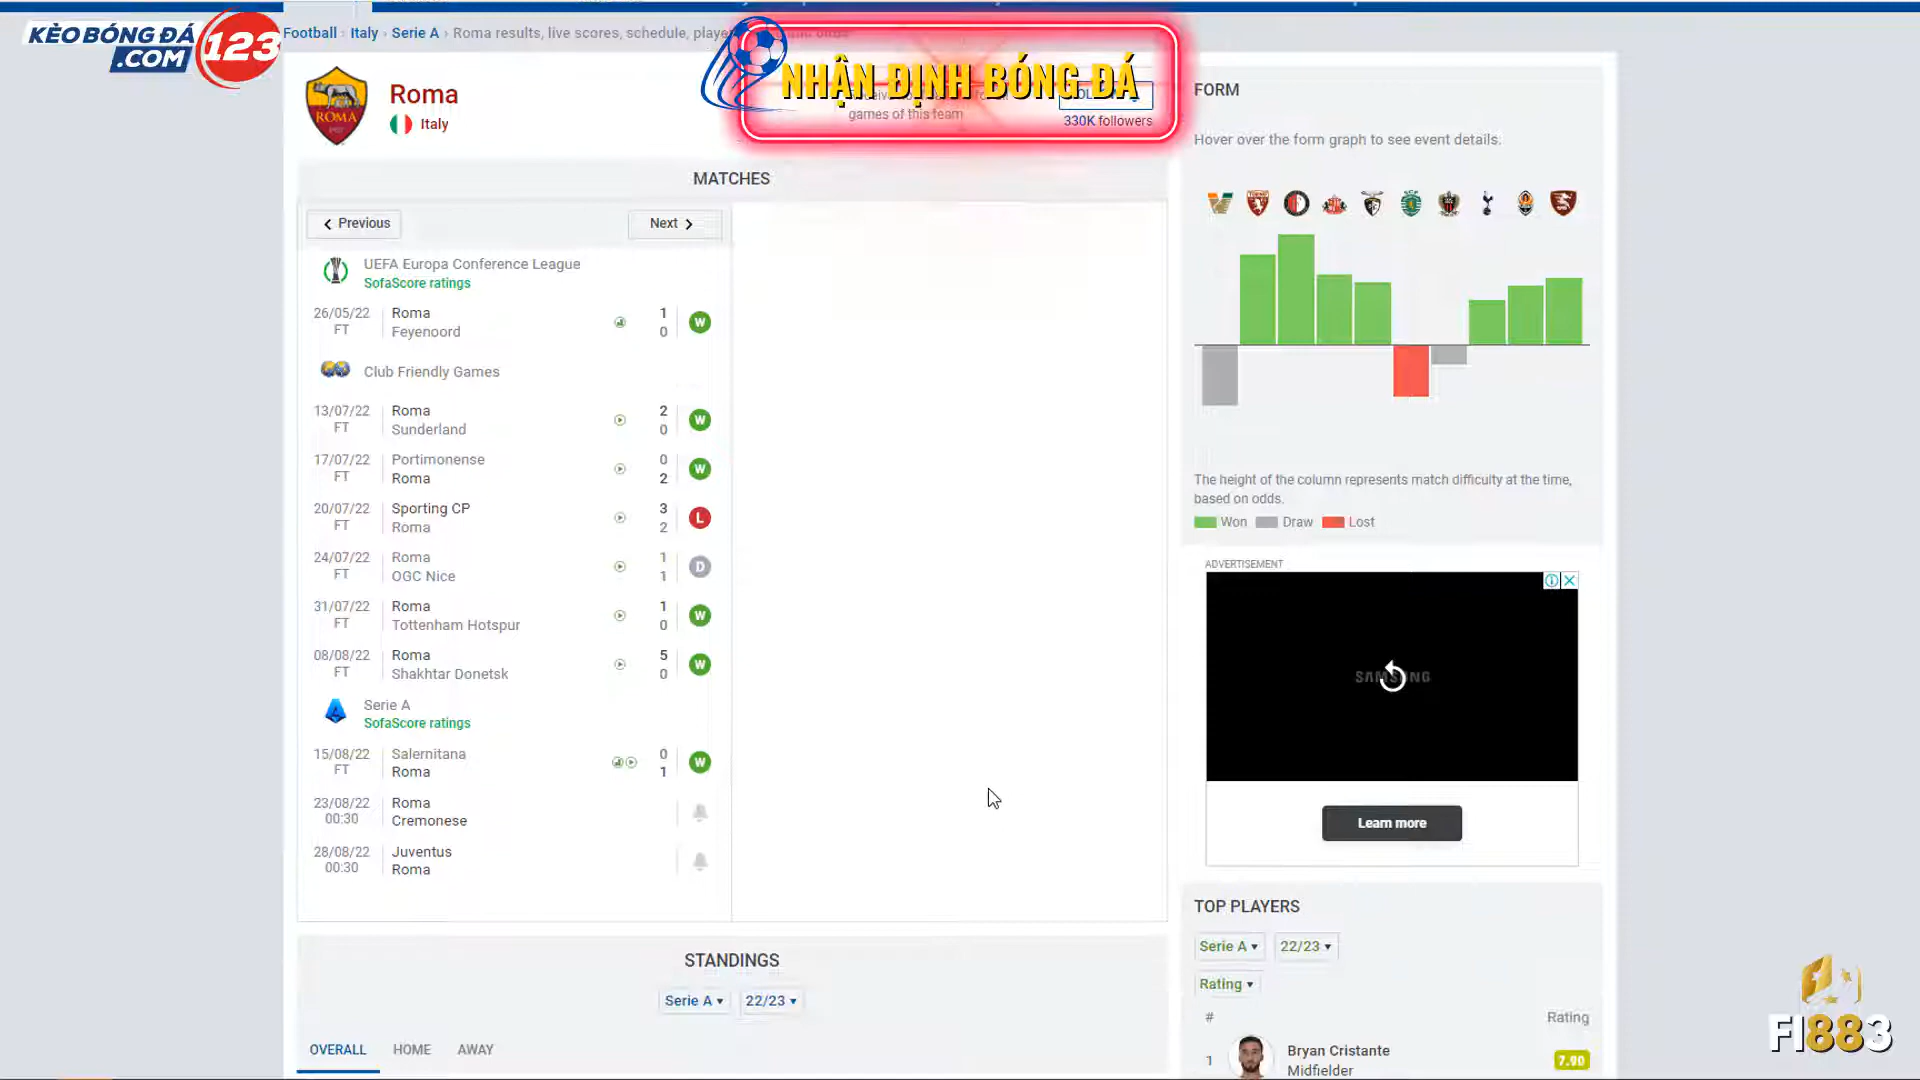 KÈO BÓNG ĐÁ
.COM
123
Football › Italy › Serie A › Roma results, live scores, schedule, playe
NHẬN ĐỊNH BÓNG ĐÁ
Roma
Italy
games of this team
330K followers
MATCHES
Previous
Next
UEFA Europa Conference League
SofaScore ratings
26/05/22
FT
Roma
Feyenoord
1
0
W
Club Friendly Games
13/07/22
FT
Roma
Sunderland
2
0
W
17/07/22
FT
Portimonense
Roma
0
2
W
20/07/22
FT
Sporting CP
Roma
3
2
L
24/07/22
FT
Roma
OGC Nice
1
1
D
31/07/22
FT
Roma
Tottenham Hotspur
1
0
W
08/08/22
FT
Roma
Shakhtar Donetsk
5
0
W
Serie A
SofaScore ratings
15/08/22
FT
Salernitana
Roma
0
1
W
23/08/22
00:30
Roma
Cremonese
28/08/22
00:30
Juventus
Roma
STANDINGS
Serie A
22/23
OVERALL
HOME
AWAY
FORM
Hover over the form graph to see event details.
The height of the column represents match difficulty at the time,
based on odds.
Won
Draw
Lost
ADVERTISEMENT
SAMSUNG
Learn more
TOP PLAYERS
Serie A
22/23
Rating
#
Rating
1
Bryan Cristante
Midfielder
7.90
FI883